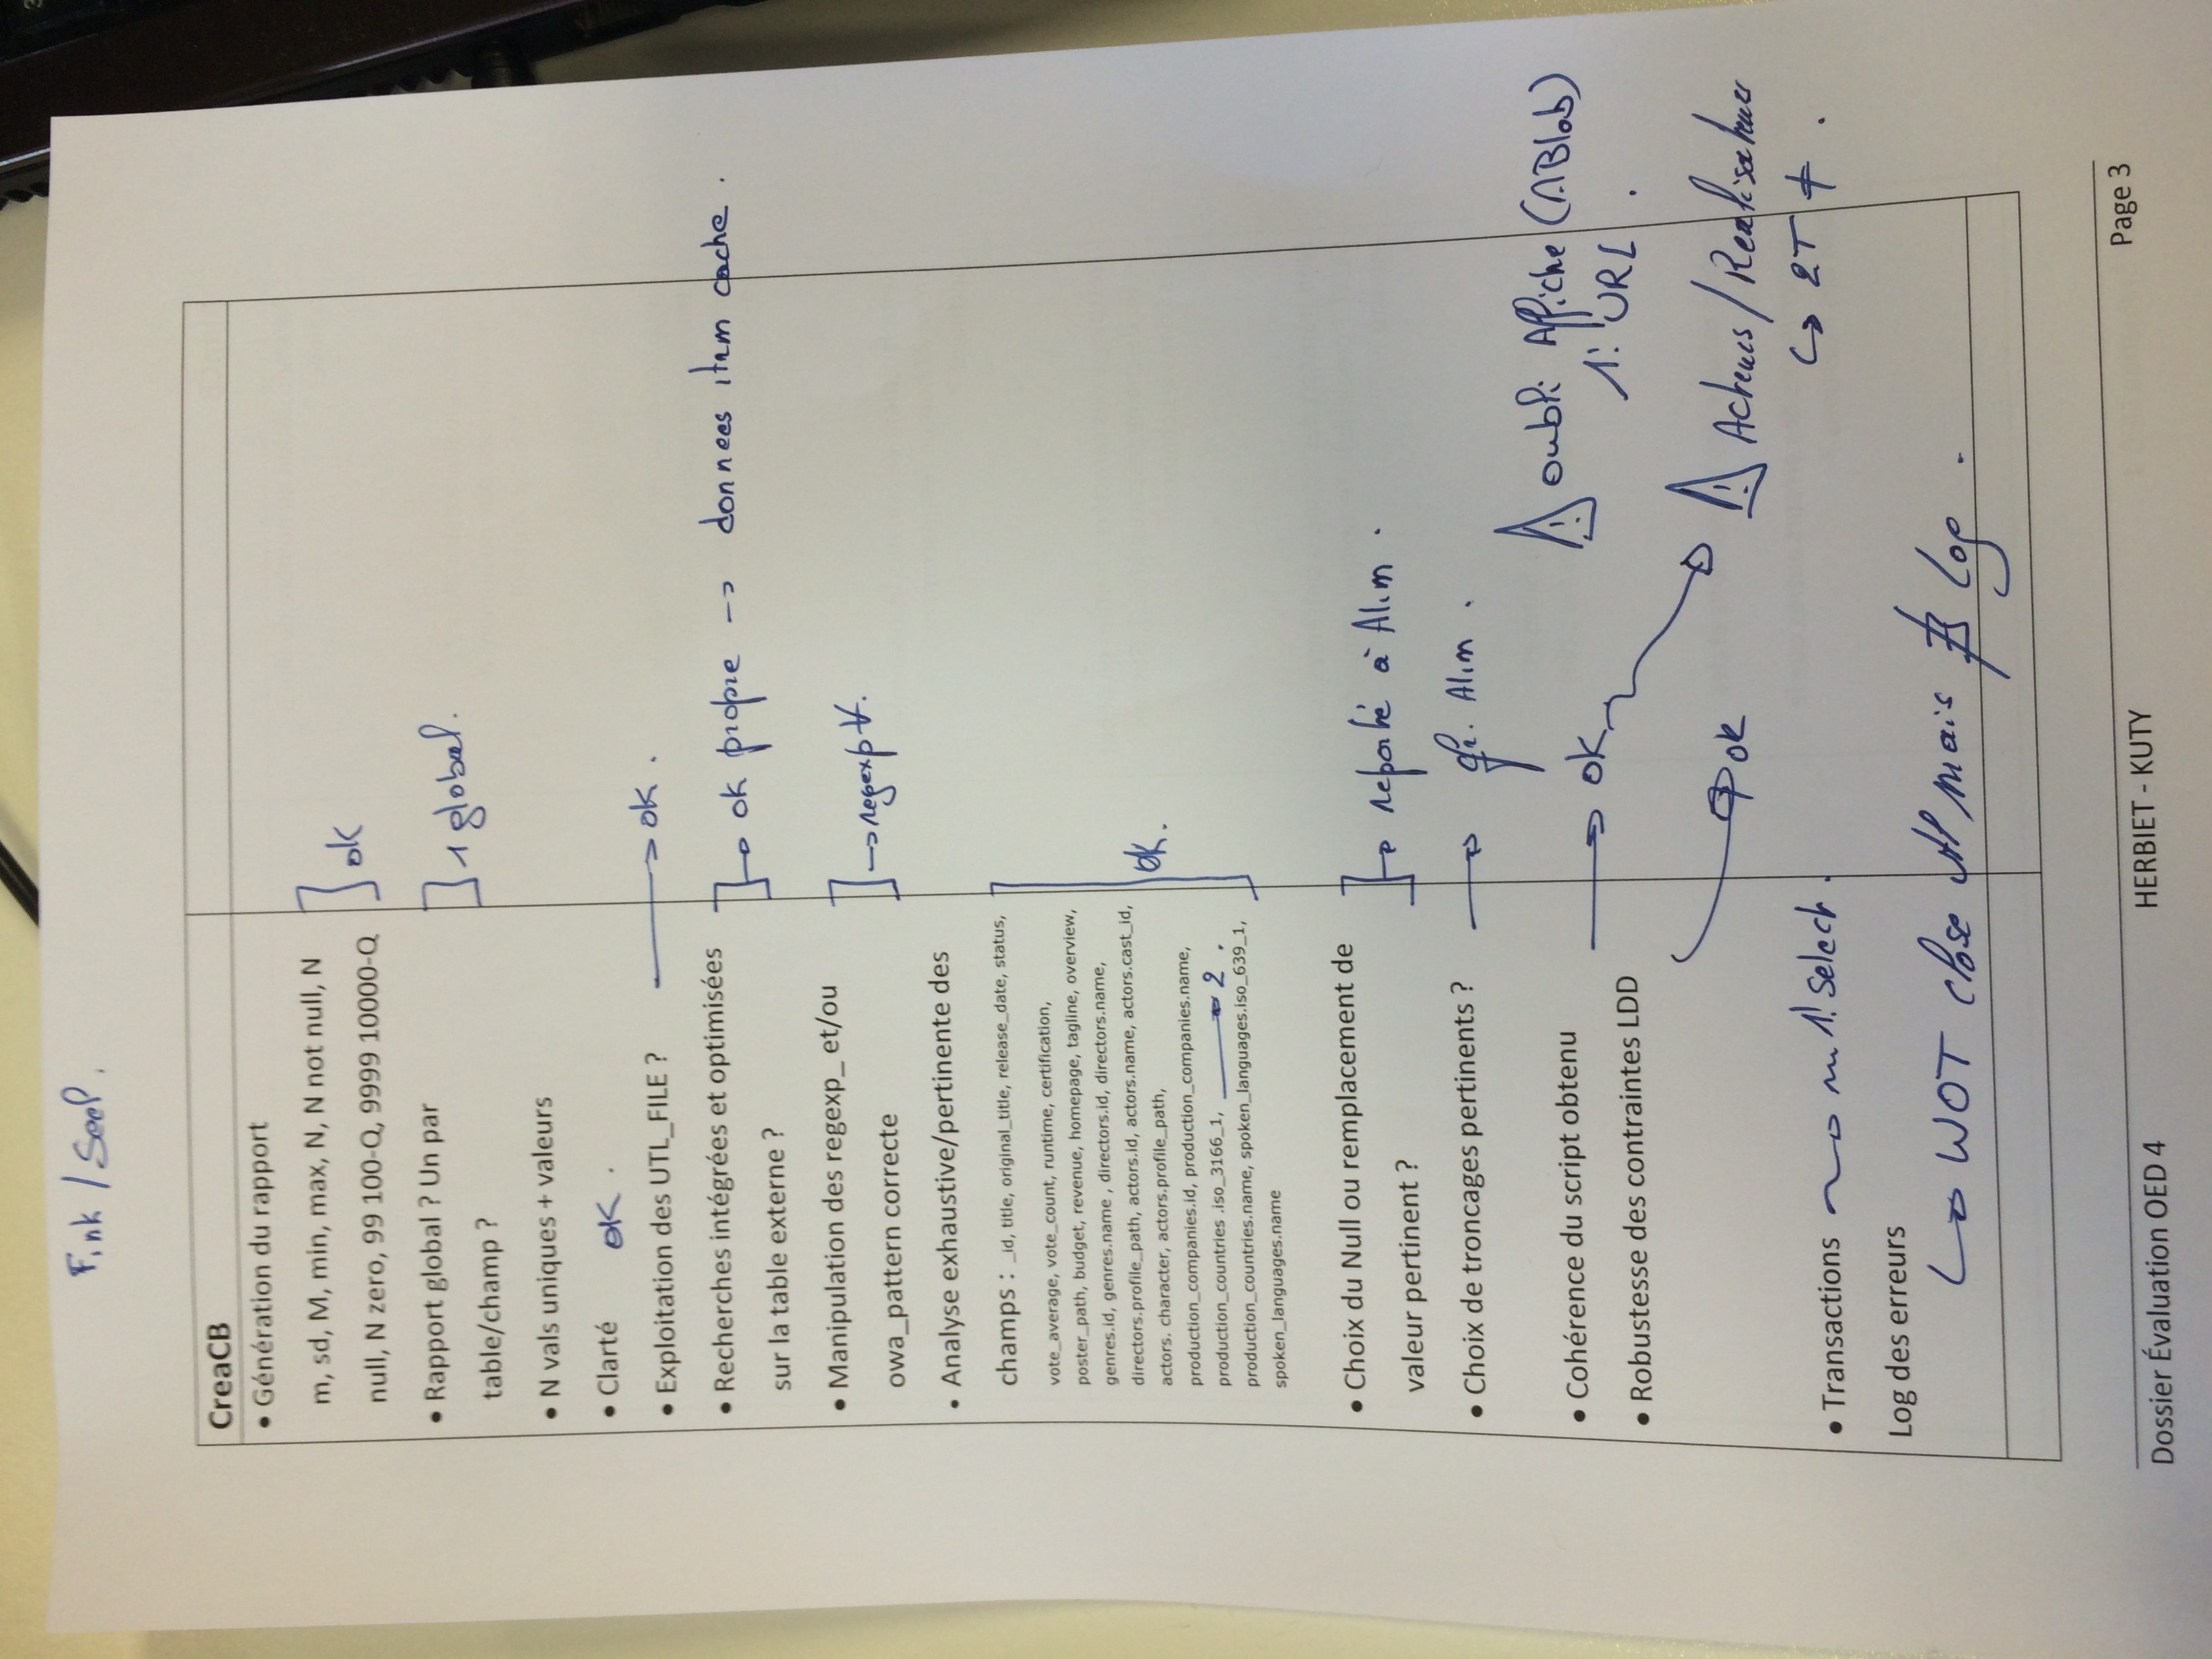 F.nk / Seel.
CreaCB
• Génération du rapport
m, sd, M, min, max, N, N not null, N
null, N zero, 99 100-Q, 9999 10000-Q
ok
• Rapport global ? Un par
table/champ ?
1 global.
• N vals uniques + valeurs
• Clarté OK.
• Exploitation des UTL_FILE ? → ok.
• Recherches intégrées et optimisées
sur la table externe ?
→ ok propre → donnees item cache.
• Manipulation des regexp_ et/ou
owa_pattern correcte
→ regexp ∀.
• Analyse exhaustive/pertinente des
champs : _id, title, original_title, release_date, status,
vote_average, vote_count, runtime, certification,
poster_path, budget, revenue, homepage, tagline, overview,
genres.id, genres.name , directors.id, directors.name,
directors.profile_path, actors.id, actors.name, actors.cast_id,
actors. character, actors.profile_path,
production_companies.id, production_companies.name,
production_countries .iso_3166_1, → 2.
production_countries.name, spoken_languages.iso_639_1,
spoken_languages.name
ok.
• Choix du Null ou remplacement de
valeur pertinent ?
→ reporté à Alim.
• Choix de troncages pertinents ? → Alim.
⚠ oubli Affiche (1 Blob)
1! URL.
• Cohérence du script obtenu → ok
• Robustesse des contraintes LDD → ok
⚠ Acteurs / Realisateurs
↳ 2T ≠.
• Transactions → 1! Select.
Log des erreurs
↳ WOT close mais Log.
Dossier Évaluation OED 4 HERBIET - KUTY Page 3